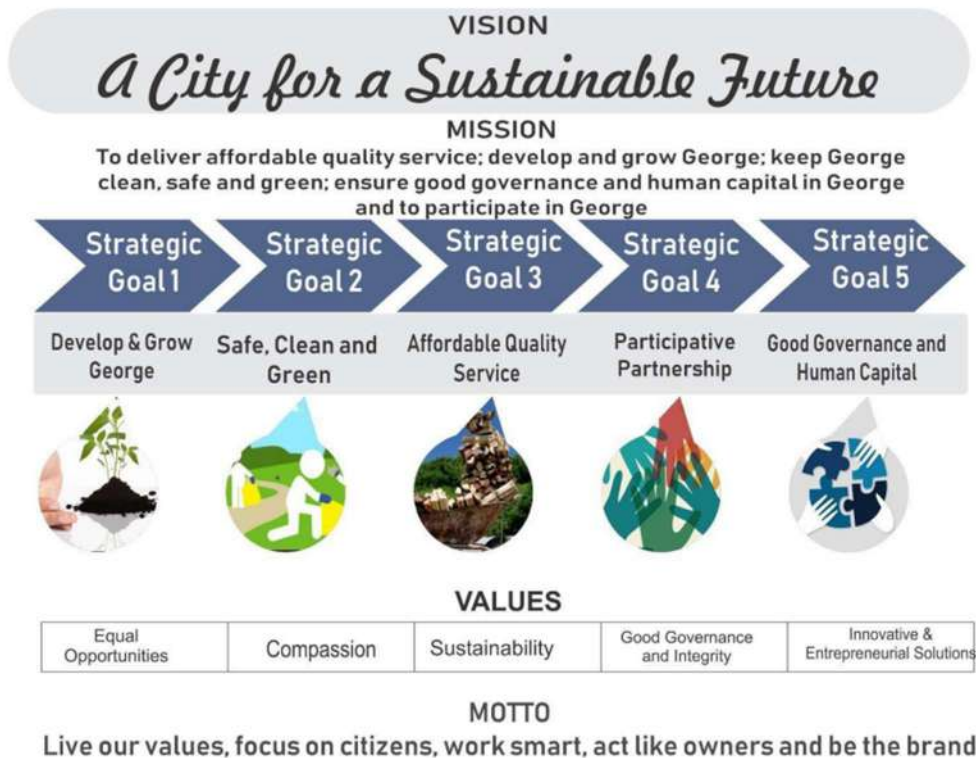 VISION
A City for a Sustainable Future
MISSION
To deliver affordable quality service; develop and grow George; keep George
clean, safe and green; ensure good governance and human capital in George
and to participate in George
Strategic
Goal 1
Strategic
Goal 2
Strategic
Goal 3
Strategic
Goal 4
Strategic
Goal 5
Develop & Grow
George
Safe, Clean and
Green
Affordable Quality
Service
Participative
Partnership
Good Governance and
Human Capital
VALUES
Equal
Opportunities
Compassion
Sustainability
Good Governance
and Integrity
Innovative &
Entrepreneurial Solutions
MOTTO
Live our values, focus on citizens, work smart, act like owners and be the brand